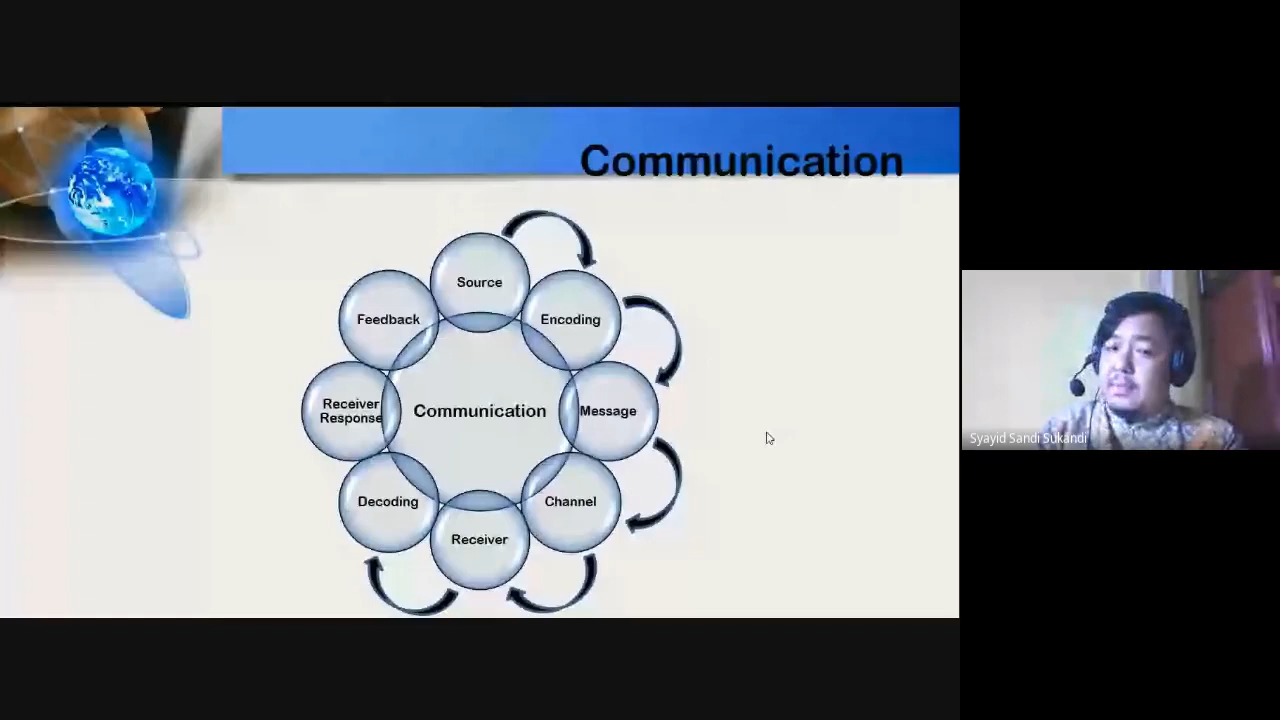 Communication
Source
Encoding
Message
Channel
Receiver
Decoding
Receiver
Response
Feedback
Communication
Syayid Sandi Sukandi